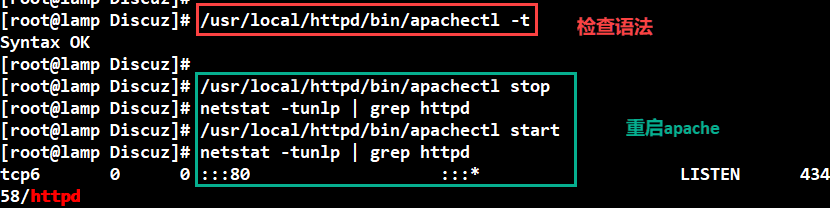 [root@lamp Discuz]#
[root@lamp Discuz]# /usr/local/httpd/bin/apachectl -t 检查语法
Syntax OK
[root@lamp Discuz]#
[root@lamp Discuz]# /usr/local/httpd/bin/apachectl stop
[root@lamp Discuz]# netstat -tunlp | grep httpd
[root@lamp Discuz]# /usr/local/httpd/bin/apachectl start 重启apache
[root@lamp Discuz]# netstat -tunlp | grep httpd
tcp6 0 0 :::80 :::* LISTEN 434
58/httpd